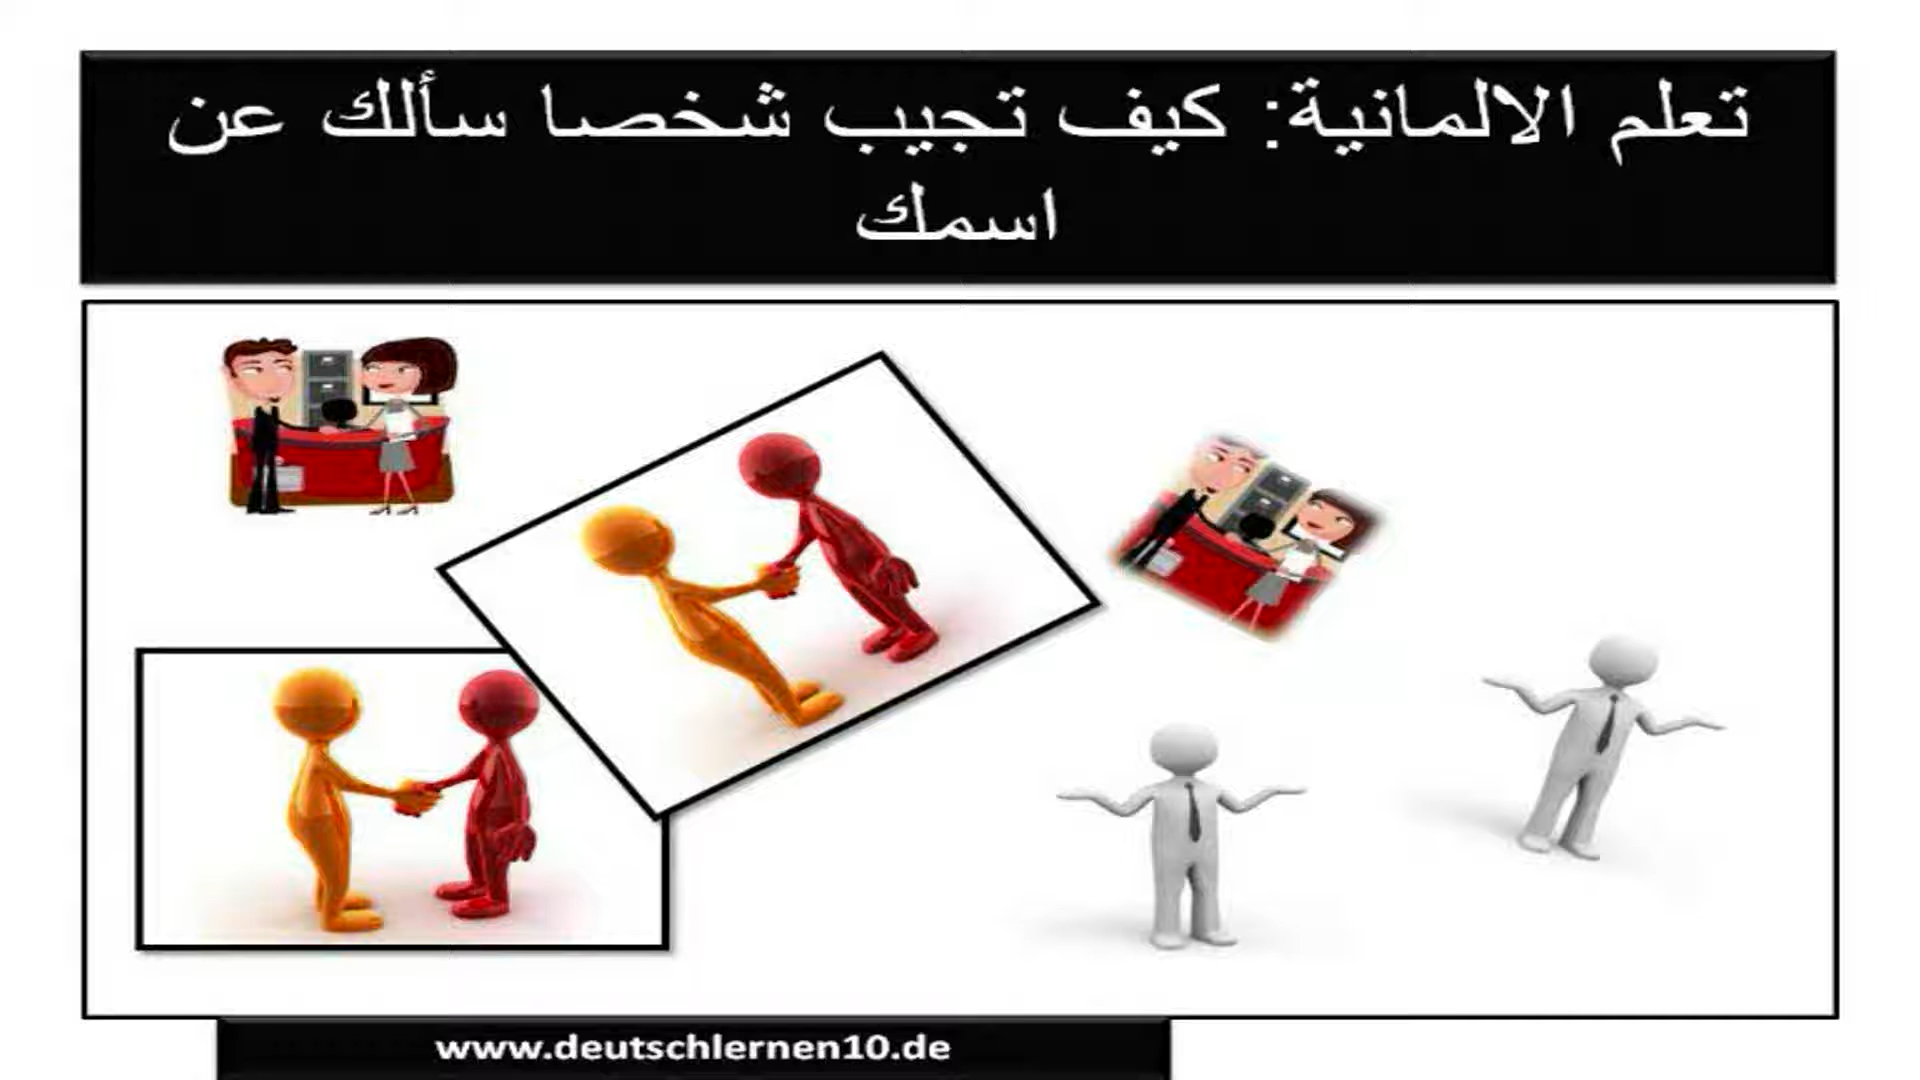 تعلم الالمانية: كيف تجيب شخصا سألك عن
اسمك
www.deutschlernen10.de